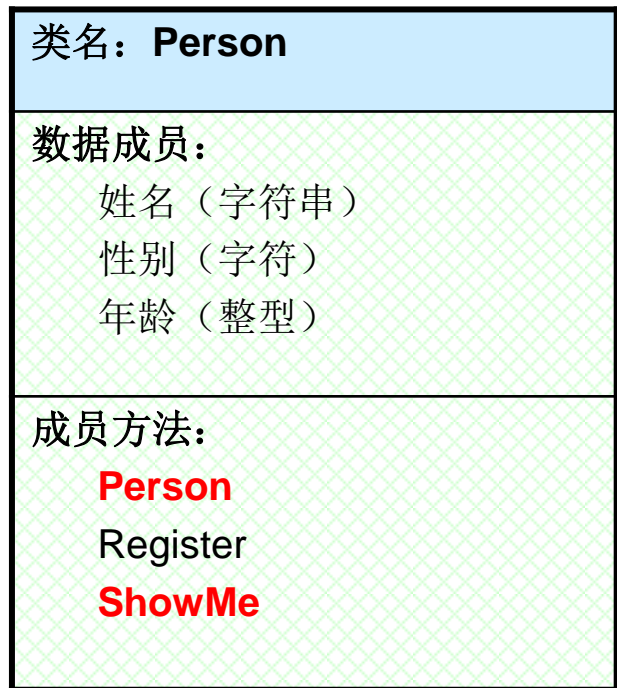 类名：Person
数据成员：
姓名（字符串）
性别（字符）
年龄（整型）
成员方法：
Person
Register
ShowMe